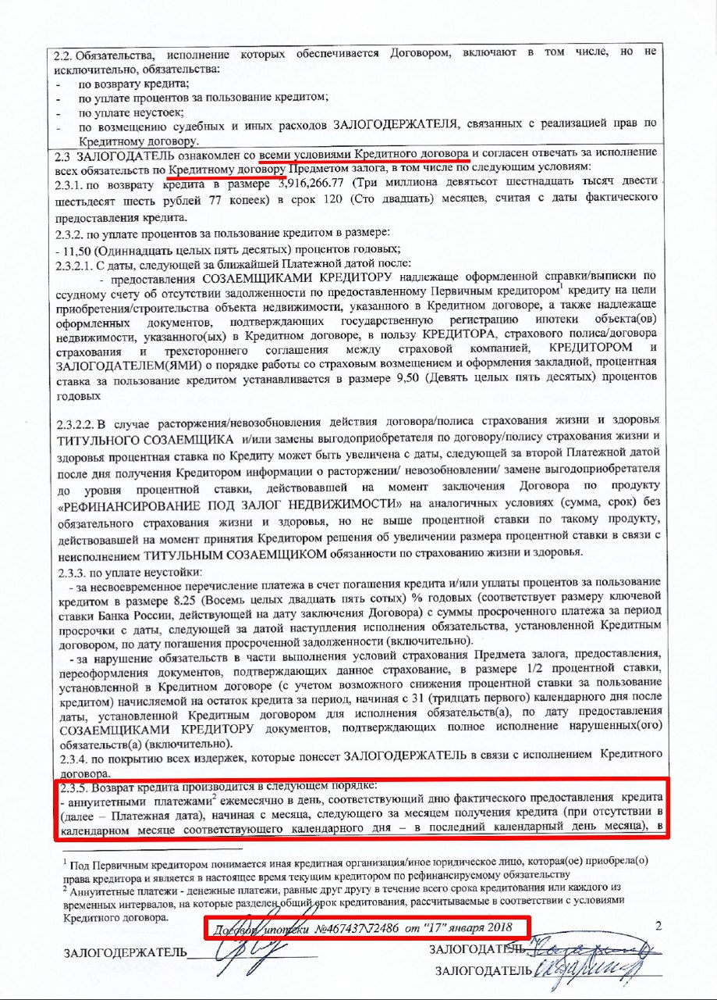 2.2. Обязательства, исполнение которых обеспечивается Договором, включают в том числе, но не
исключительно, обязательства:
- по возврату кредита;
- по уплате процентов за пользование кредитом;
- по уплате неустоек;
- по возмещению судебных и иных расходов ЗАЛОГОДЕРЖАТЕЛЯ, связанных с реализацией прав по
Кредитному договору.
2.3 ЗАЛОГОДАТЕЛЬ ознакомлен со всеми условиями Кредитного договора и согласен отвечать за исполнение
всех обязательств по Кредитному договору Предметом залога, в том числе по следующим условиям:
2.3.1. по возврату кредита в размере 3,916,266.77 (Три миллиона девятьсот шестнадцать тысяч двести
шестьдесят шесть рублей 77 копеек) в срок 120 (Сто двадцать) месяцев, считая с даты фактического
предоставления кредита.
2.3.2. по уплате процентов за пользование кредитом в размере:
- 11,50 (Одиннадцать целых пять десятых) процентов годовых;
2.3.2.1. С даты, следующей за ближайшей Платежной датой после:
- предоставления СОЗАЕМЩИКАМИ КРЕДИТОРУ надлежаще оформленной справки/выписки по
ссудному счету об отсутствии задолженности по предоставленному Первичным кредитором1 кредиту на цели
приобретения/строительства объекта недвижимости, указанного в Кредитном договоре, а также надлежаще
оформленных документов, подтверждающих государственную регистрацию ипотеки объекта(ов)
недвижимости, указанного(ых) в Кредитном договоре, в пользу КРЕДИТОРА, страхового полиса/договора
страхования и трехстороннего соглашения между страховой компанией, КРЕДИТОРОМ и
ЗАЛОГОДАТЕЛЕМ(ЯМИ) о порядке работы со страховым возмещением и оформления закладной, процентная
ставка за пользование кредитом устанавливается в размере 9,50 (Девять целых пять десятых) процентов
годовых
2.3.2.2. В случае расторжения/невозобновления действия договора/полиса страхования жизни и здоровья
ТИТУЛЬНОГО СОЗАЕМЩИКА и/или замены выгодоприобретателя по договору/полису страхования жизни и
здоровья процентная ставка по Кредиту может быть увеличена с даты, следующей за второй Платежной датой
после дня получения Кредитором информации о расторжении/ невозобновлении/ замене выгодоприобретателя
до уровня процентной ставки, действовавшей на момент заключения Договора по продукту
«РЕФИНАНСИРОВАНИЕ ПОД ЗАЛОГ НЕДВИЖИМОСТИ» на аналогичных условиях (сумма, срок) без
обязательного страхования жизни и здоровья, но не выше процентной ставки по такому продукту,
действовавшей на момент принятия Кредитором решения об увеличении размера процентной ставки в связи с
неисполнением ТИТУЛЬНЫМ СОЗАЕМЩИКОМ обязанности по страхованию жизни и здоровья.
2.3.3. по уплате неустойки:
- за несвоевременное перечисление платежа в счет погашения кредита и/или уплаты процентов за пользование
кредитом в размере 8.25 (Восемь целых двадцать пять сотых) % годовых (соответствует размеру ключевой
ставки Банка России, действующей на дату заключения Договора) с суммы просроченного платежа за период
просрочки с даты, следующей за датой наступления исполнения обязательства, установленной Кредитным
договором, по дату погашения просроченной задолженности (включительно).
- за нарушение обязательств в части выполнения условий страхования Предмета залога, предоставления,
переоформления документов, подтверждающих данное страхование, в размере 1/2 процентной ставки,
установленной в Кредитном договоре (с учетом возможного снижения процентной ставки за пользование
кредитом) начисляемой на остаток кредита за период, начиная с 31 (тридцать первого) календарного дня после
даты, установленной Кредитным договором для исполнения обязательств(а), по дату предоставления
СОЗАЕМЩИКАМИ КРЕДИТОРУ документов, подтверждающих полное исполнение нарушенных(ого)
обязательств(а) (включительно).
2.3.4. по покрытию всех издержек, которые понесет ЗАЛОГОДЕРЖАТЕЛЬ в связи с исполнением Кредитного
договора.
2.3.5. Возврат кредита производится в следующем порядке:
- аннуитетными платежами2 ежемесячно в день, соответствующий дню фактического предоставления кредита
(далее – Платежная дата), начиная с месяца, следующего за месяцем получения кредита (при отсутствии в
календарном месяце соответствующего календарного дня – в последний календарный день месяца), в
1 Под Первичным кредитором понимается иная кредитная организация/иное юридическое лицо, которая(ое) приобрела(о)
права кредитора и является в настоящее время текущим кредитором по рефинансируемому обязательству
2 Аннуитетные платежи - денежные платежи, равные друг другу в течение всего срока кредитования или каждого из
временных интервалов, на которые разделен общий срок кредитования, рассчитываемые в соответствии с условиями
Кредитного договора.
Договор ипотеки №467437\72486 от "17" января 2018
2
ЗАЛОГОДЕРЖАТЕЛЬ
ЗАЛОГОДАТЕЛЬ
ЗАЛОГОДАТЕЛЬ